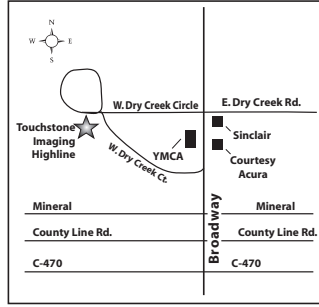 N
W E
S
W. Dry Creek Circle
E. Dry Creek Rd.
Touchstone
Imaging
Highline
Sinclair
YMCA
W. Dry Creek Ct.
Courtesy
Acura
Broadway
Mineral Mineral
County Line Rd. County Line Rd.
C-470 C-470